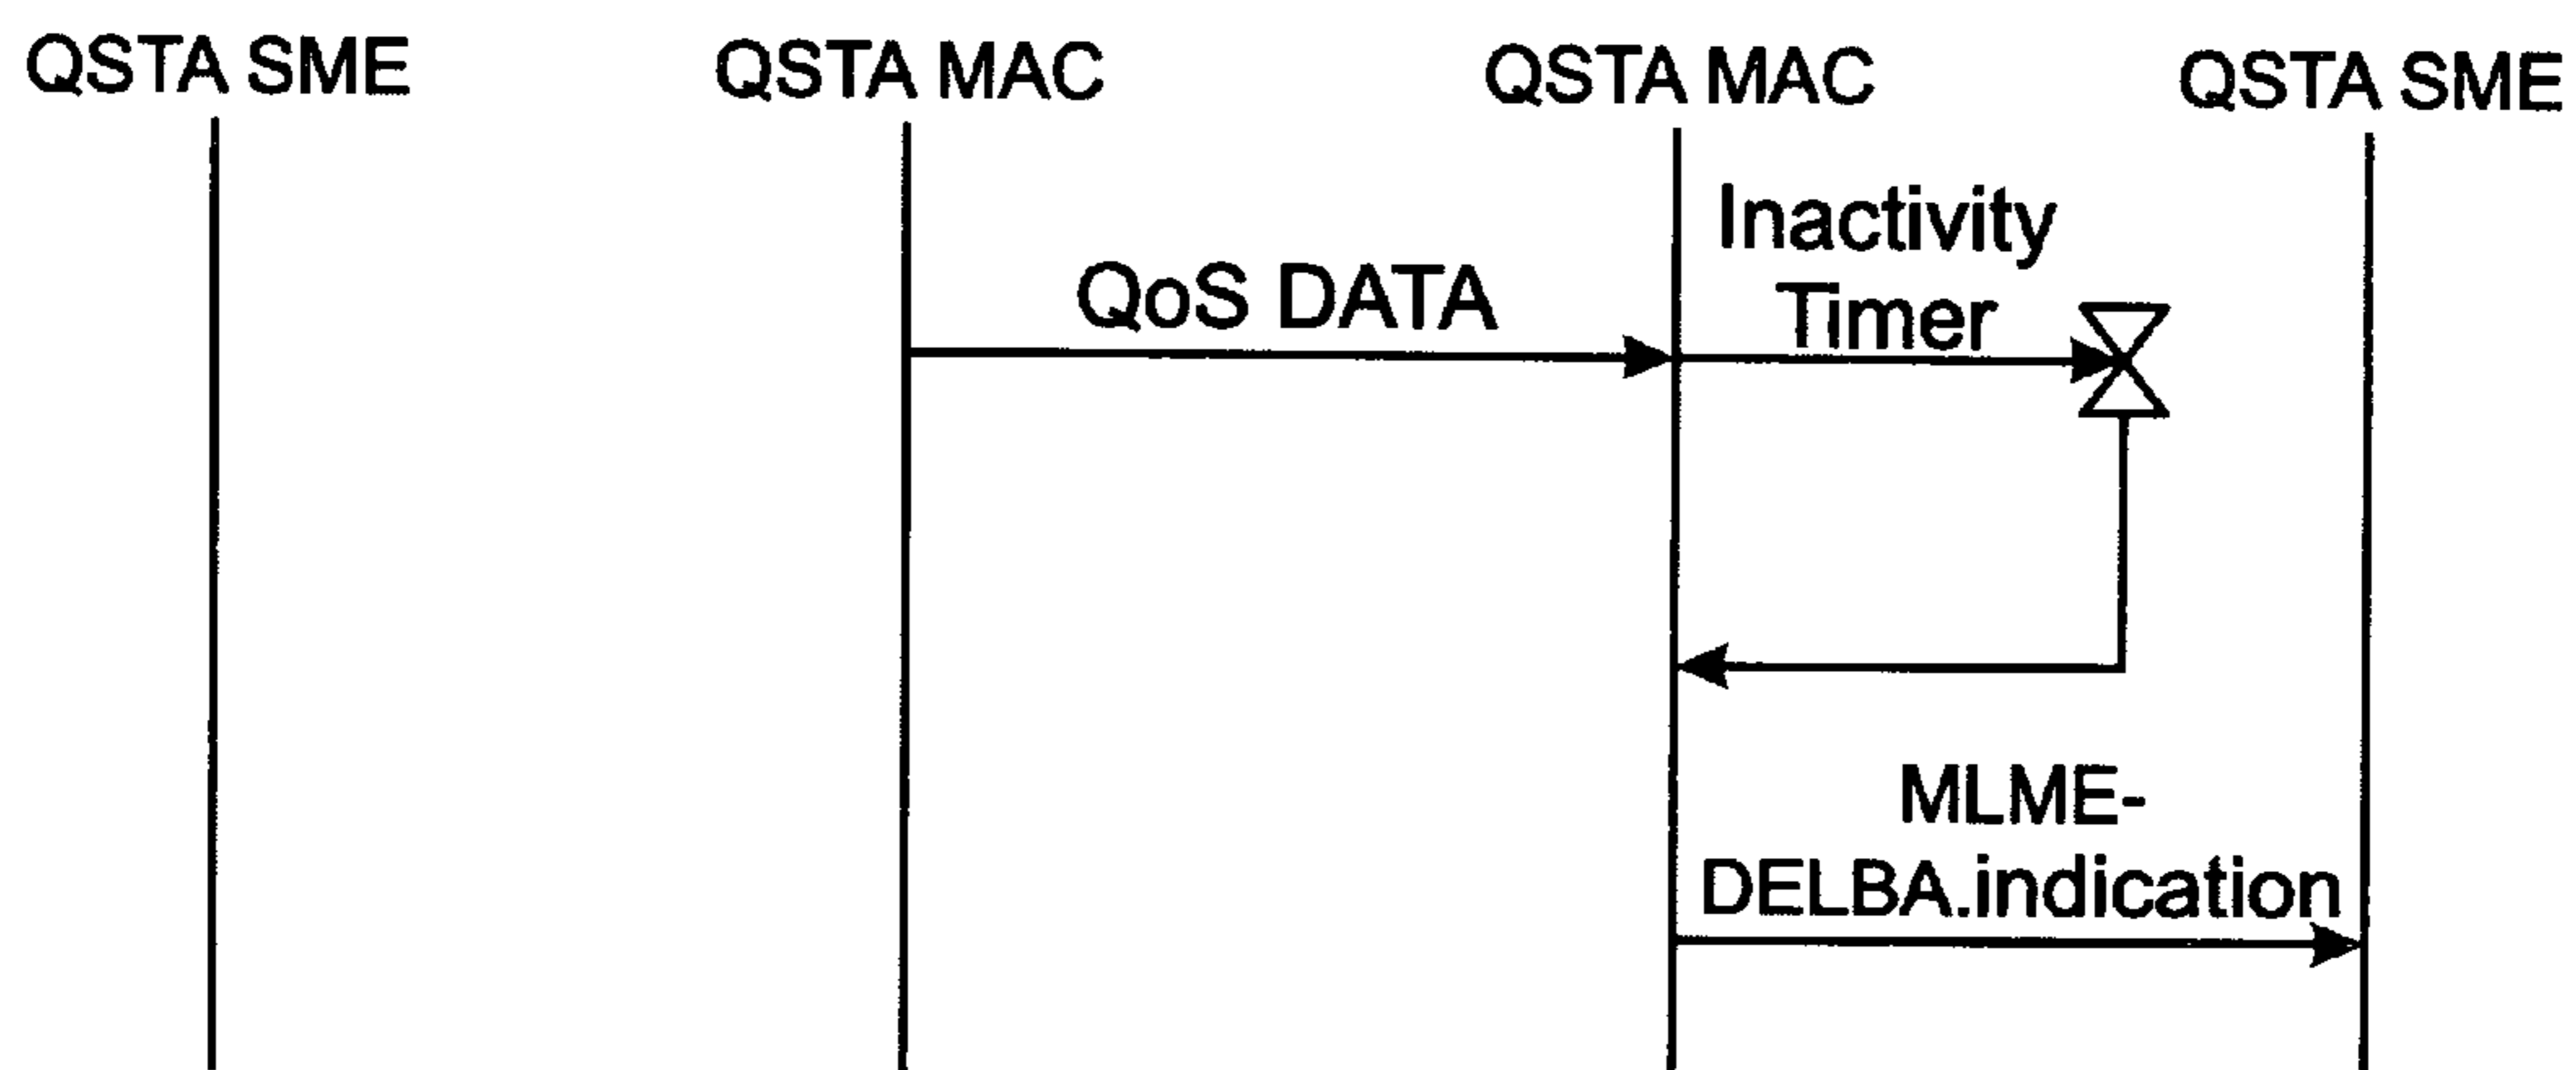 QSTA SME
QSTA MAC
QSTA MAC
QSTA SME
Inactivity
Timer
QoS DATA
MLME-
DELBA.indication